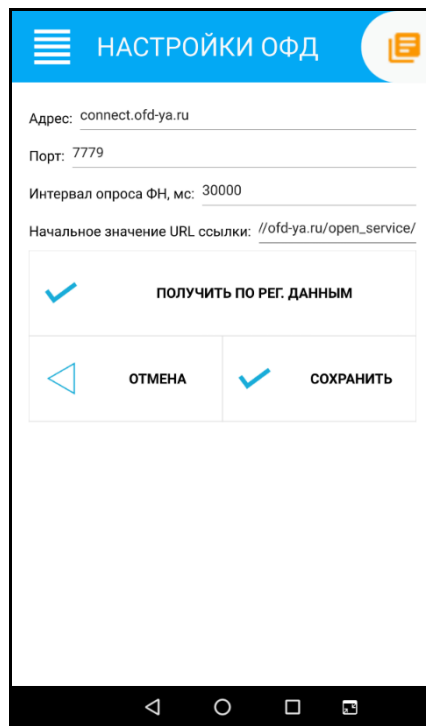 НАСТРОЙКИ ОФД
Адрес: connect.ofd-ya.ru
Порт: 7779
Интервал опроса ФН, мс: 30000
Начальное значение URL ссылки: //ofd-ya.ru/open_service/
ПОЛУЧИТЬ ПО РЕГ. ДАННЫМ
ОТМЕНА
СОХРАНИТЬ